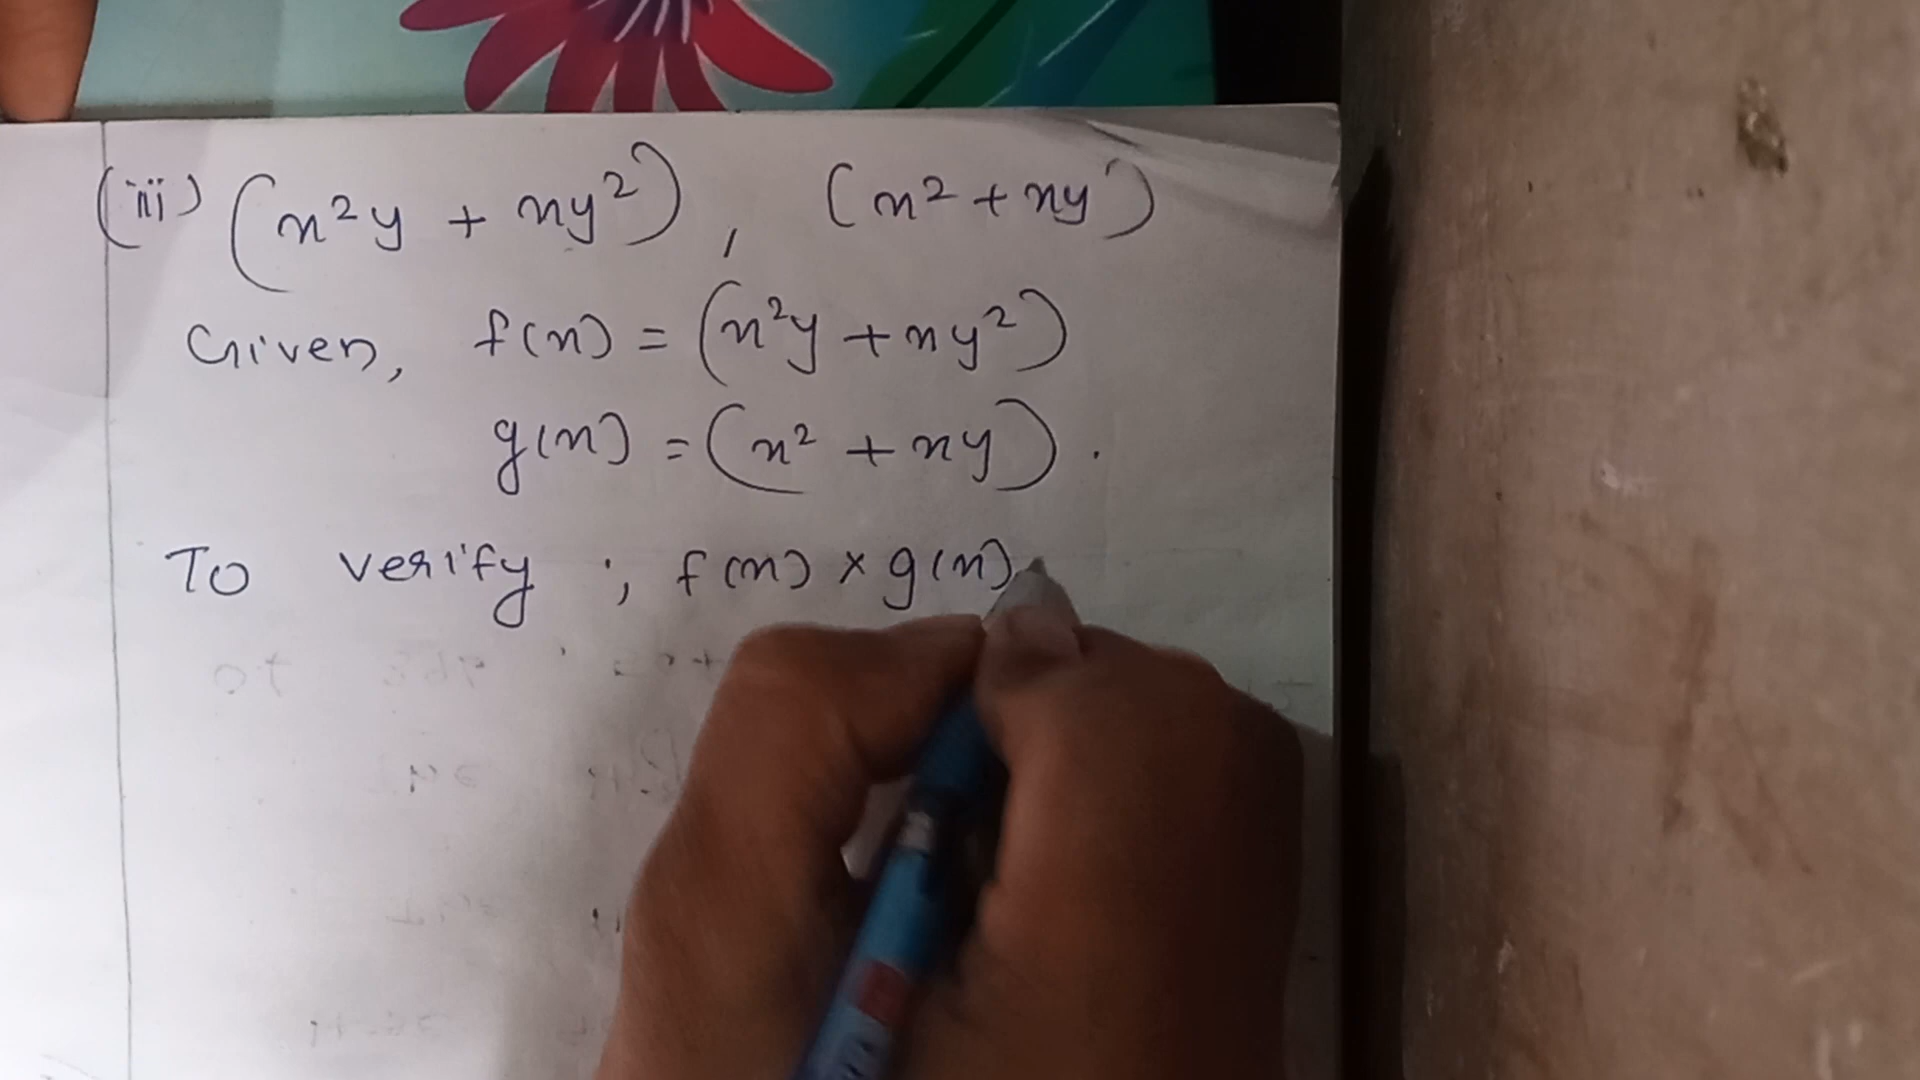 (iii) (x²y + xy²), (x² + xy)
Given, f(x) = (x²y + xy²)
g(x) = (x² + xy).
To verify; f(x) × g(x)